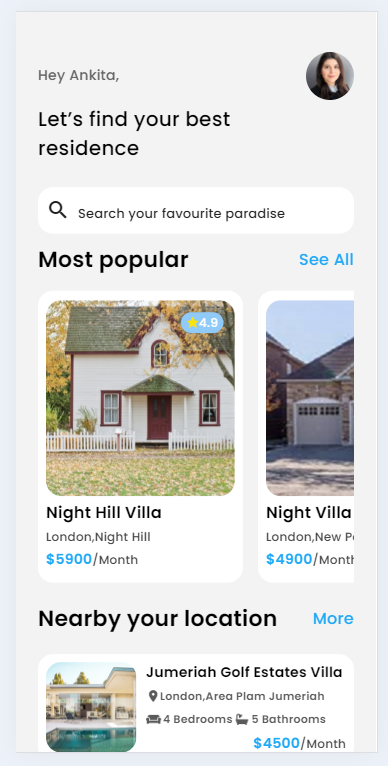 Hey Ankita,
Let's find your best
residence
Search your favourite paradise
Most popular
See All
4.9
Night Hill Villa
London,Night Hill
$5900/Month
Night Villa
London,New P
$4900/Month
Nearby your location
More
Jumeriah Golf Estates Villa
London,Area Plam Jumeriah
4 Bedrooms 5 Bathrooms
$4500/Month